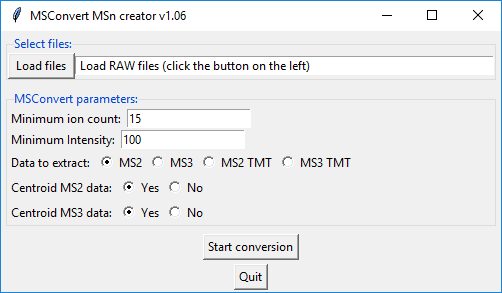 MSConvert MSn creator v1.06
Select files:
Load files Load RAW files (click the button on the left)
MSConvert parameters:
Minimum ion count: 15
Minimum Intensity: 100
Data to extract: MS2 MS3 MS2 TMT MS3 TMT
Centroid MS2 data: Yes No
Centroid MS3 data: Yes No
Start conversion
Quit